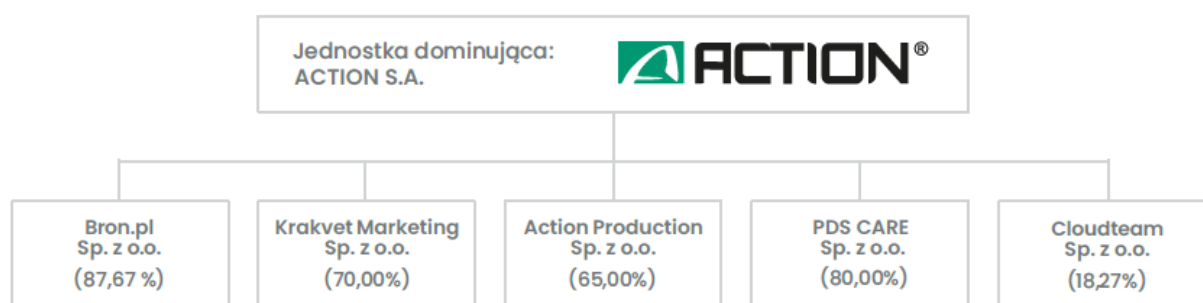 Jednostka dominująca:
ACTION S.A.
ACTION®
Bron.pl
Sp. z o.o.
(87,67 %)
Krakvet Marketing
Sp. z o.o.
(70,00%)
Action Production
Sp. z o.o.
(65,00%)
PDS CARE
Sp. z o.o.
(80,00%)
Cloudteam
Sp. z o.o.
(18,27%)